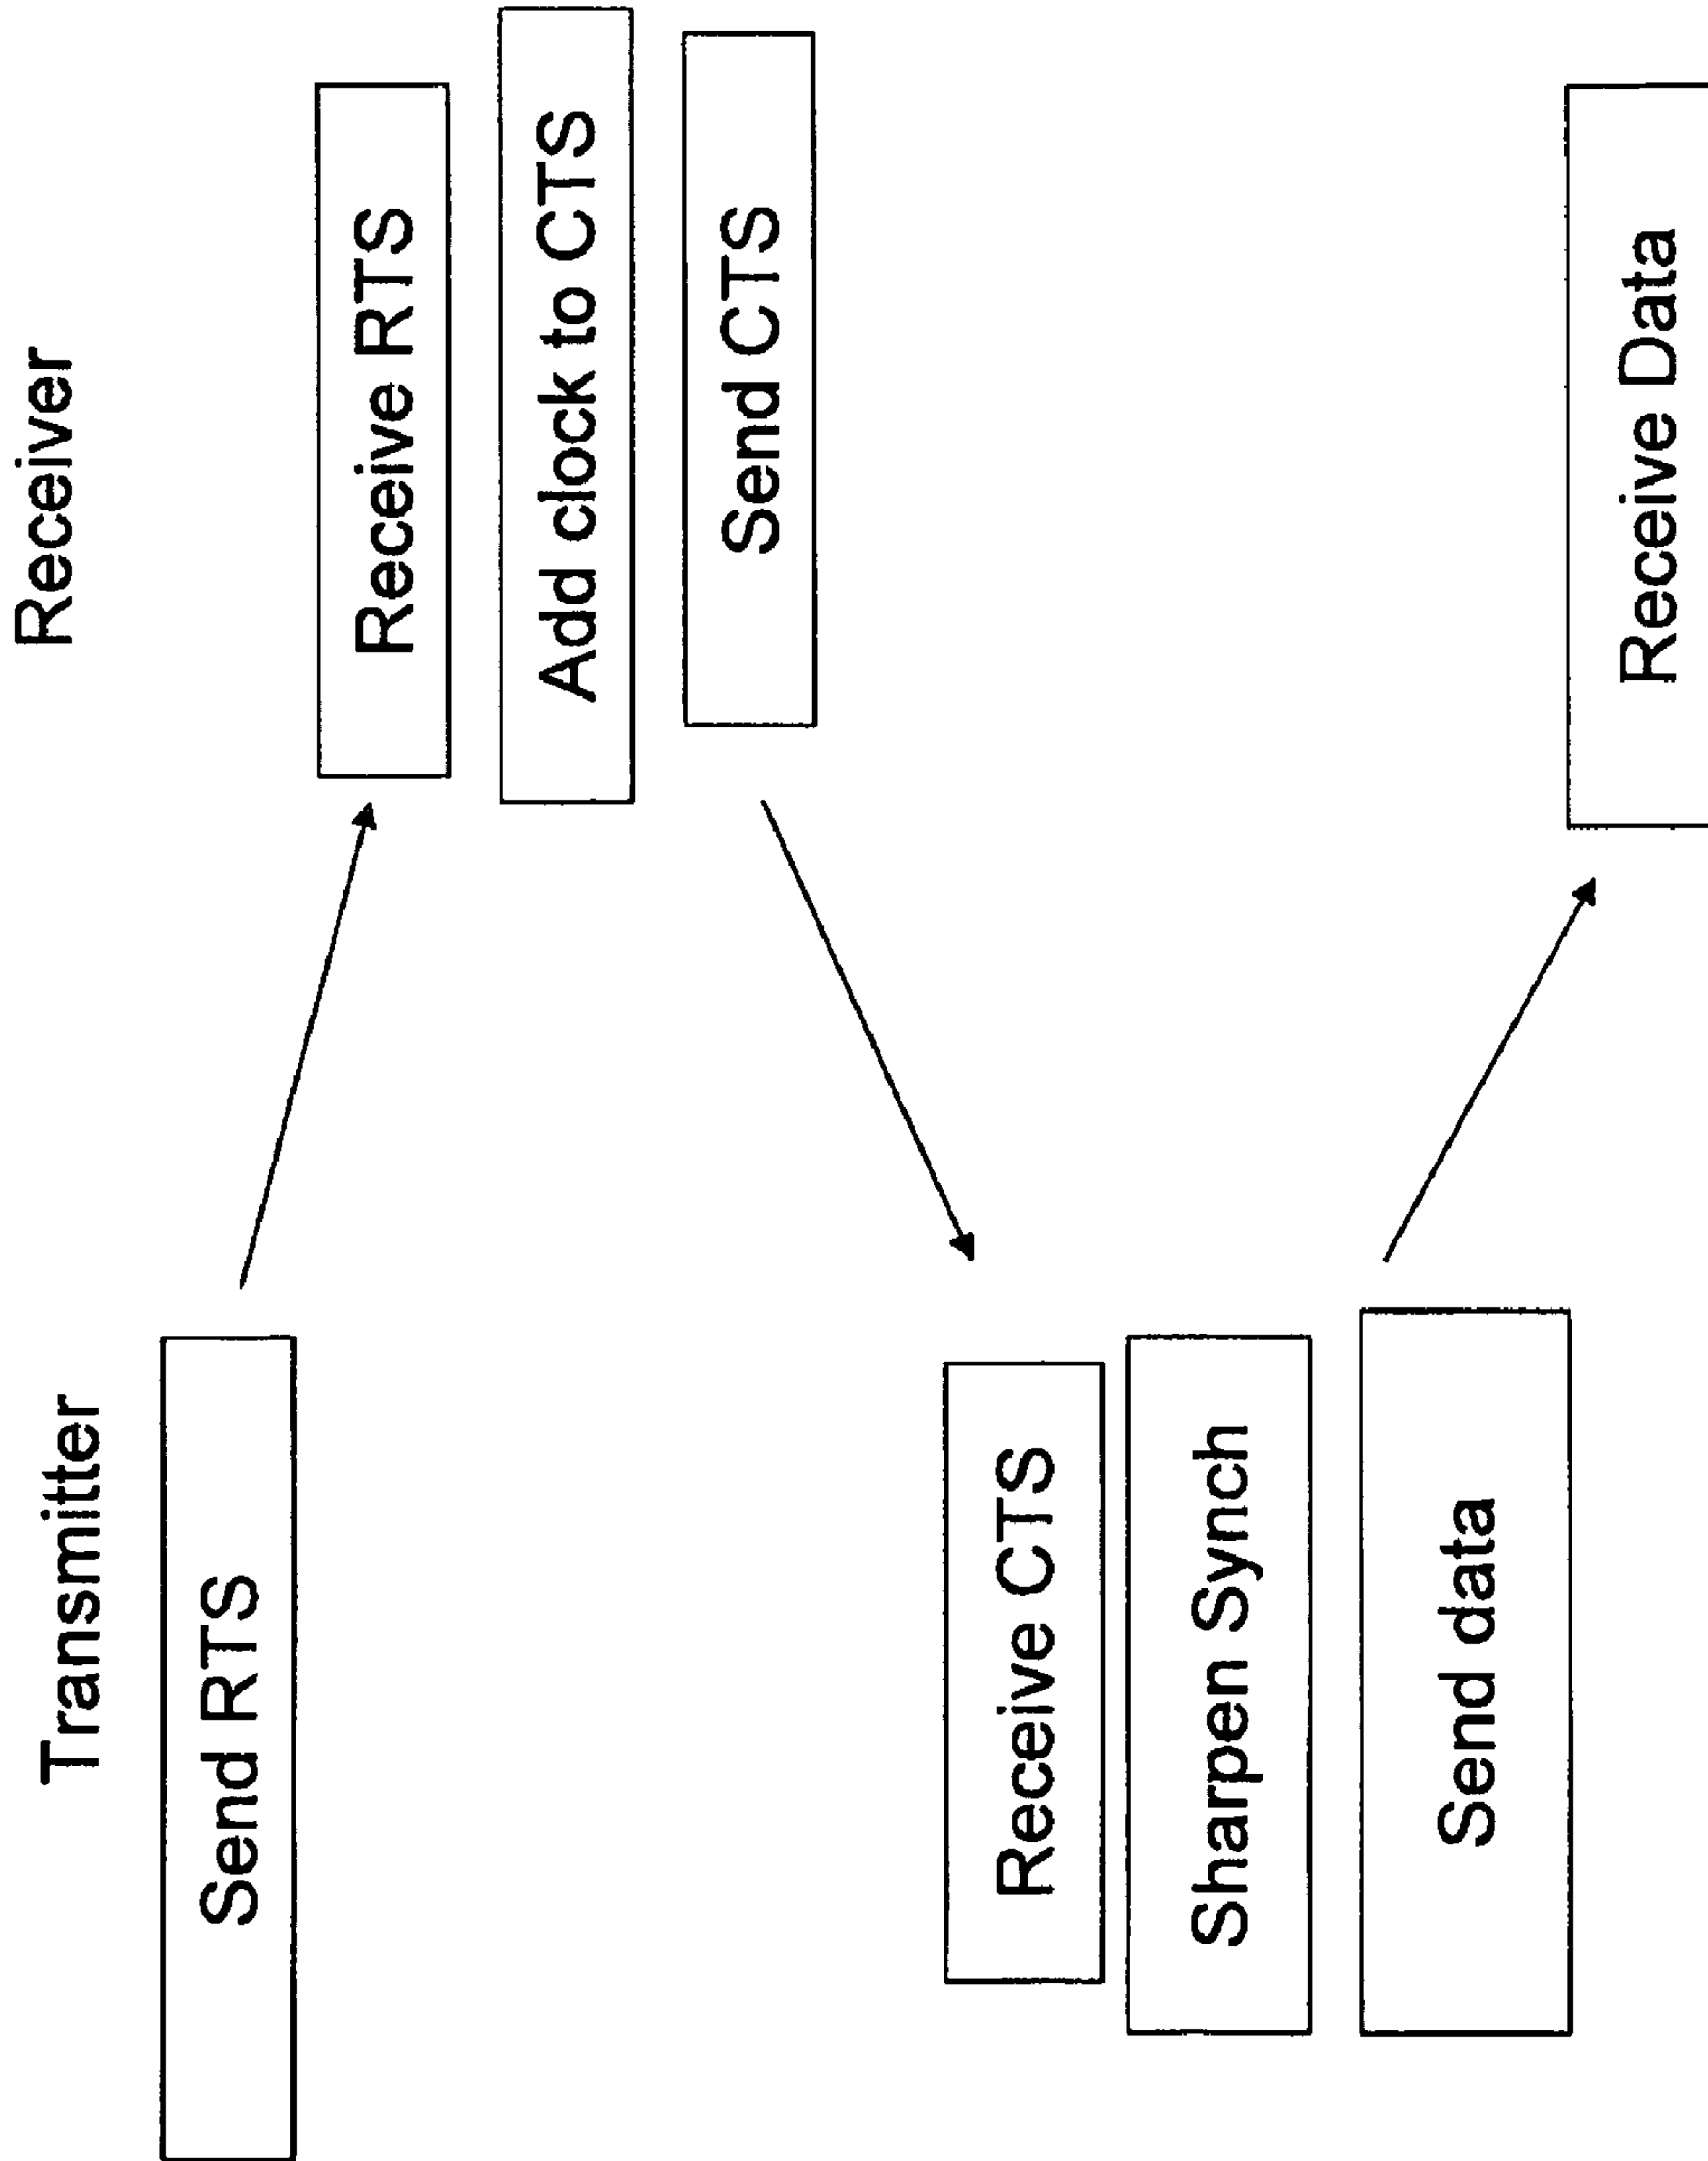 Transmitter
Receiver
Send RTS
Receive RTS
Add clock to CTS
Send CTS
Receive CTS
Sharpen Synch
Send data
Receive Data